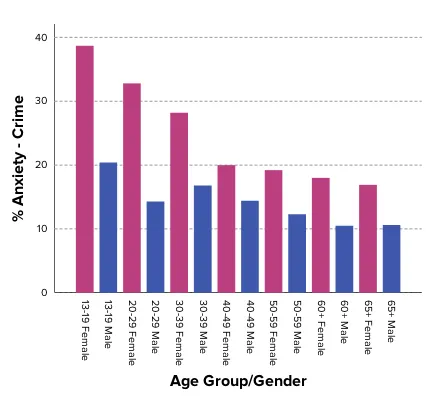 % Anxiety - Crime
40
30
20
10
0
13-19 Female
13-19 Male
20-29 Female
20-29 Male
30-39 Female
30-39 Male
40-49 Female
40-49 Male
50-59 Female
50-59 Male
60+ Female
60+ Male
65+ Female
65+ Male
Age Group/Gender